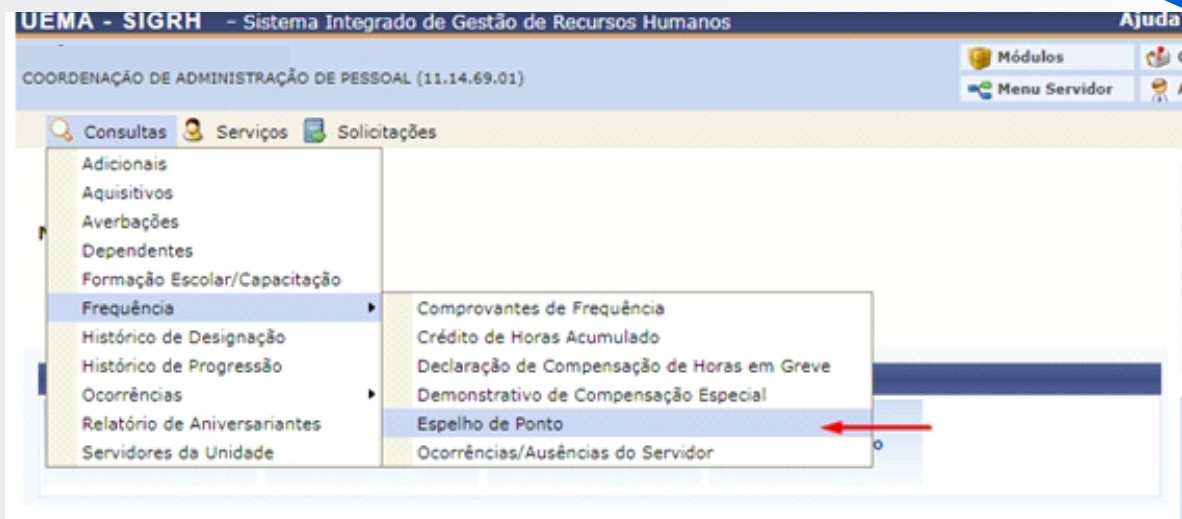 UEMA - SIGRH - Sistema Integrado de Gestão de Recursos Humanos Ajuda
COORDENAÇÃO DE ADMINISTRAÇÃO DE PESSOAL (11.14.69.01)
Módulos
Menu Servidor
Consultas Serviços Solicitações
Adicionais
Aquisitivos
Averbações
Dependentes
Formação Escolar/Capacitação
Frequência
Histórico de Designação
Histórico de Progressão
Ocorrências
Relatório de Aniversariantes
Servidores da Unidade
Comprovantes de Frequência
Crédito de Horas Acumulado
Declaração de Compensação de Horas em Greve
Demonstrativo de Compensação Especial
Espelho de Ponto
Ocorrências/Ausências do Servidor